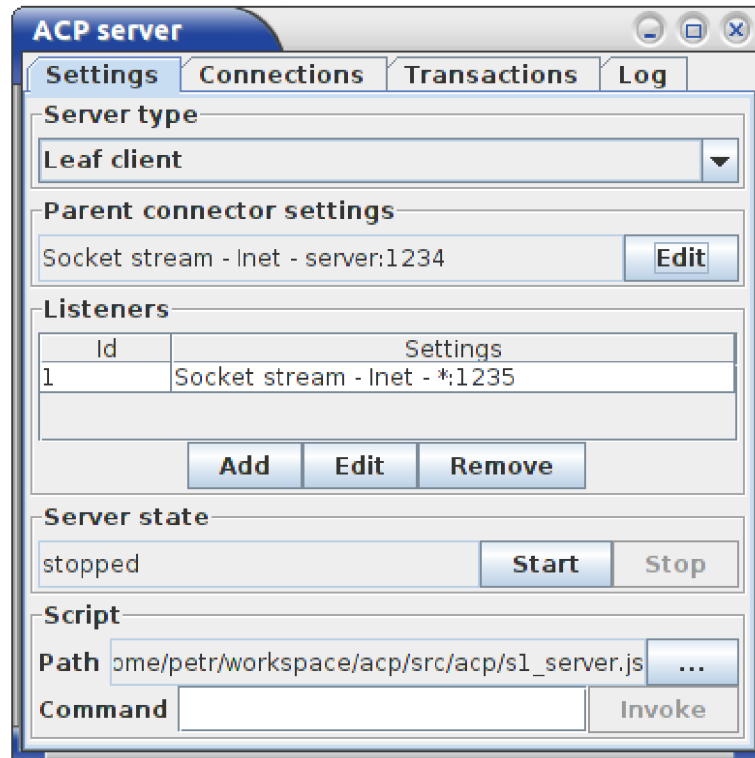 ACP server
Settings Connections Transactions Log
Server type
Leaf client
Parent connector settings
Socket stream - Inet - server:1234 Edit
Listeners
Id Settings
1 Socket stream - Inet - *:1235
Add Edit Remove
Server state
stopped Start Stop
Script
Path ome/petr/workspace/acp/src/acp/s1_server.js ...
Command Invoke